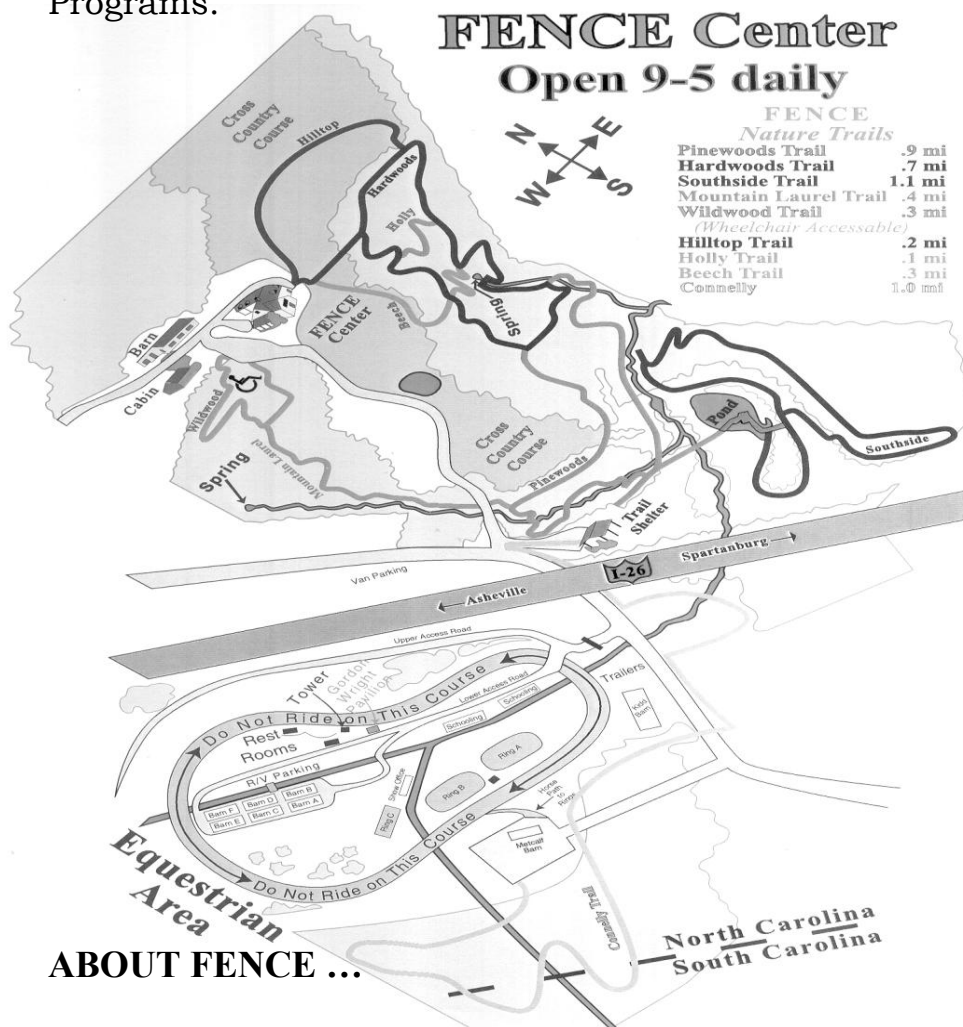 Programs.
FENCE Center
Open 9-5 daily
FENCE
Nature Trails
Pinewoods Trail .9 mi
Hardwoods Trail .7 mi
Southside Trail 1.1 mi
Mountain Laurel Trail .4 mi
Wildwood Trail .3 mi
(Wheelchair Accessable)
Hilltop Trail .2 mi
Holly Trail .1 mi
Beech Trail .3 mi
Connelly 1.0 mi
N
E
W
S
Cross
Country
Course
Hilltop
Hardwoods
Holly
Spring
Beech
FENCE
Center
Barn
Cabin
Wildwood
Mountain Laurel
Spring
Cross
Country
Course
Pinewoods
Pond
Southside
Trail
Shelter
Van Parking
I-26
Spartanburg
Asheville
Upper Access Road
Tower
Gordon
Wright
Pavilion
Lower Access Road
Do Not Ride on This Course
Rest
Rooms
Schooling
Schooling
Trailers
Kidd
Barn
R/V Parking
Barn F
Barn D
Barn B
Barn E
Barn C
Barn A
Show Office
Ring C
Ring B
Ring A
Horse
Path
to
Rings
Metcalf
Barn
Do Not Ride on This Course
Equestrian
Area
Connelly Trail
North Carolina
South Carolina
ABOUT FENCE …